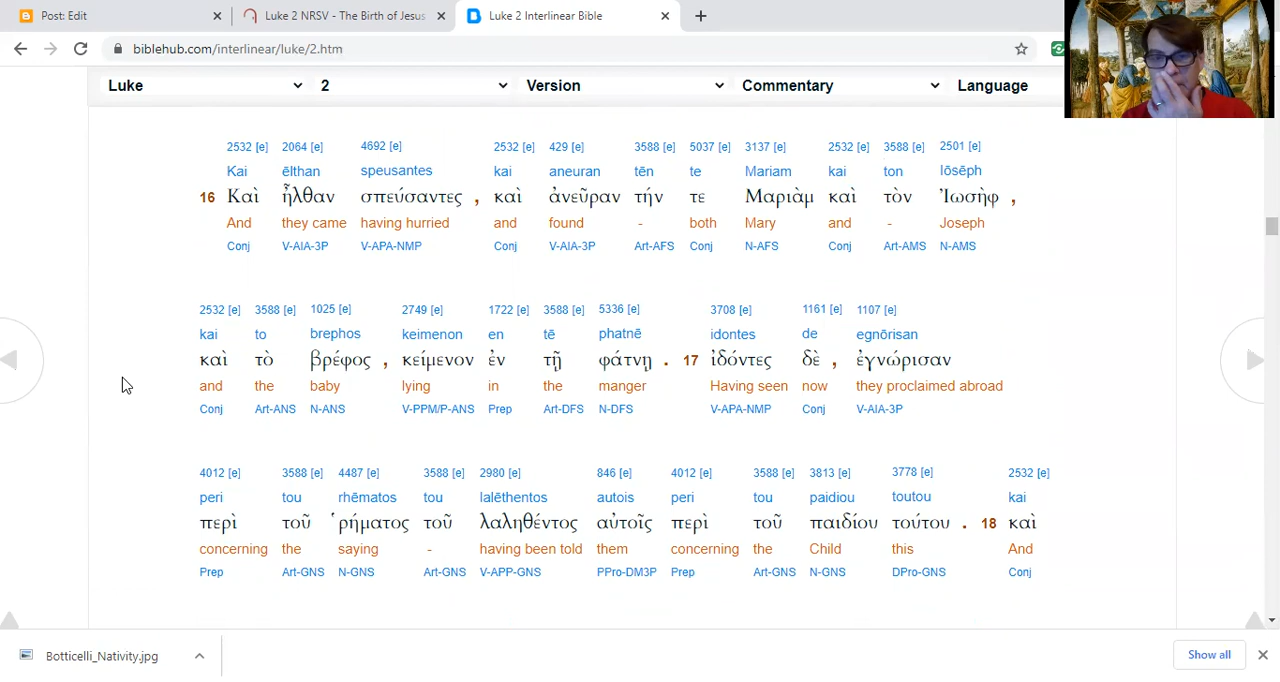 Post: Edit
Luke 2 NRSV - The Birth of Jesus
Luke 2 Interlinear Bible
biblehub.com/interlinear/luke/2.htm
Luke 2 Version Commentary Language
2532 [e] 2064 [e] 4692 [e] 2532 [e] 429 [e] 3588 [e] 5037 [e] 3137 [e] 2532 [e] 3588 [e] 2501 [e]
Kai ēlthan speusantes kai aneuran tēn te Mariam kai ton Iōsēph
16 Καὶ ἦλθαν σπεύσαντες , καὶ ἀνεῦραν τήν τε Μαριὰμ καὶ τὸν Ἰωσὴφ ,
And they came having hurried and found - both Mary and - Joseph
Conj V-AIA-3P V-APA-NMP Conj V-AIA-3P Art-AFS Conj N-AFS Conj Art-AMS N-AMS
2532 [e] 3588 [e] 1025 [e] 2749 [e] 1722 [e] 3588 [e] 5336 [e] 3708 [e] 1161 [e] 1107 [e]
kai to brephos keimenon en tē phatnē idontes de egnōrisan
καὶ τὸ βρέφος , κείμενον ἐν τῇ φάτνῃ . 17 ἰδόντες δὲ , ἐγνώρισαν
and the baby lying in the manger Having seen now they proclaimed abroad
Conj Art-ANS N-ANS V-PPM/P-ANS Prep Art-DFS N-DFS V-APA-NMP Conj V-AIA-3P
4012 [e] 3588 [e] 4487 [e] 3588 [e] 2980 [e] 846 [e] 4012 [e] 3588 [e] 3813 [e] 3778 [e] 2532 [e]
peri tou rhēmatos tou lalēthentos autois peri tou paidiou toutou kai
περὶ τοῦ ῥήματος τοῦ λαληθέντος αὐτοῖς περὶ τοῦ παιδίου τούτου . 18 καὶ
concerning the saying - having been told them concerning the Child this And
Prep Art-GNS N-GNS Art-GNS V-APP-GNS PPro-DM3P Prep Art-GNS N-GNS DPro-GNS Conj
Botticelli_Nativity.jpg
Show all